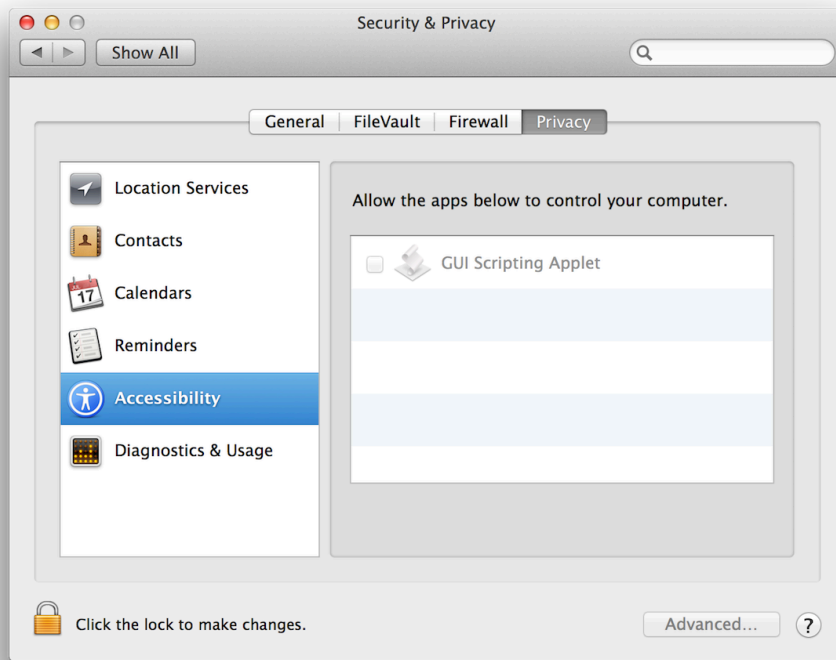 Security & Privacy
Show All
General FileVault Firewall Privacy
Location Services
Contacts
17
Calendars
Reminders
Accessibility
Diagnostics & Usage
Allow the apps below to control your computer.
GUI Scripting Applet
Click the lock to make changes.
Advanced... ?